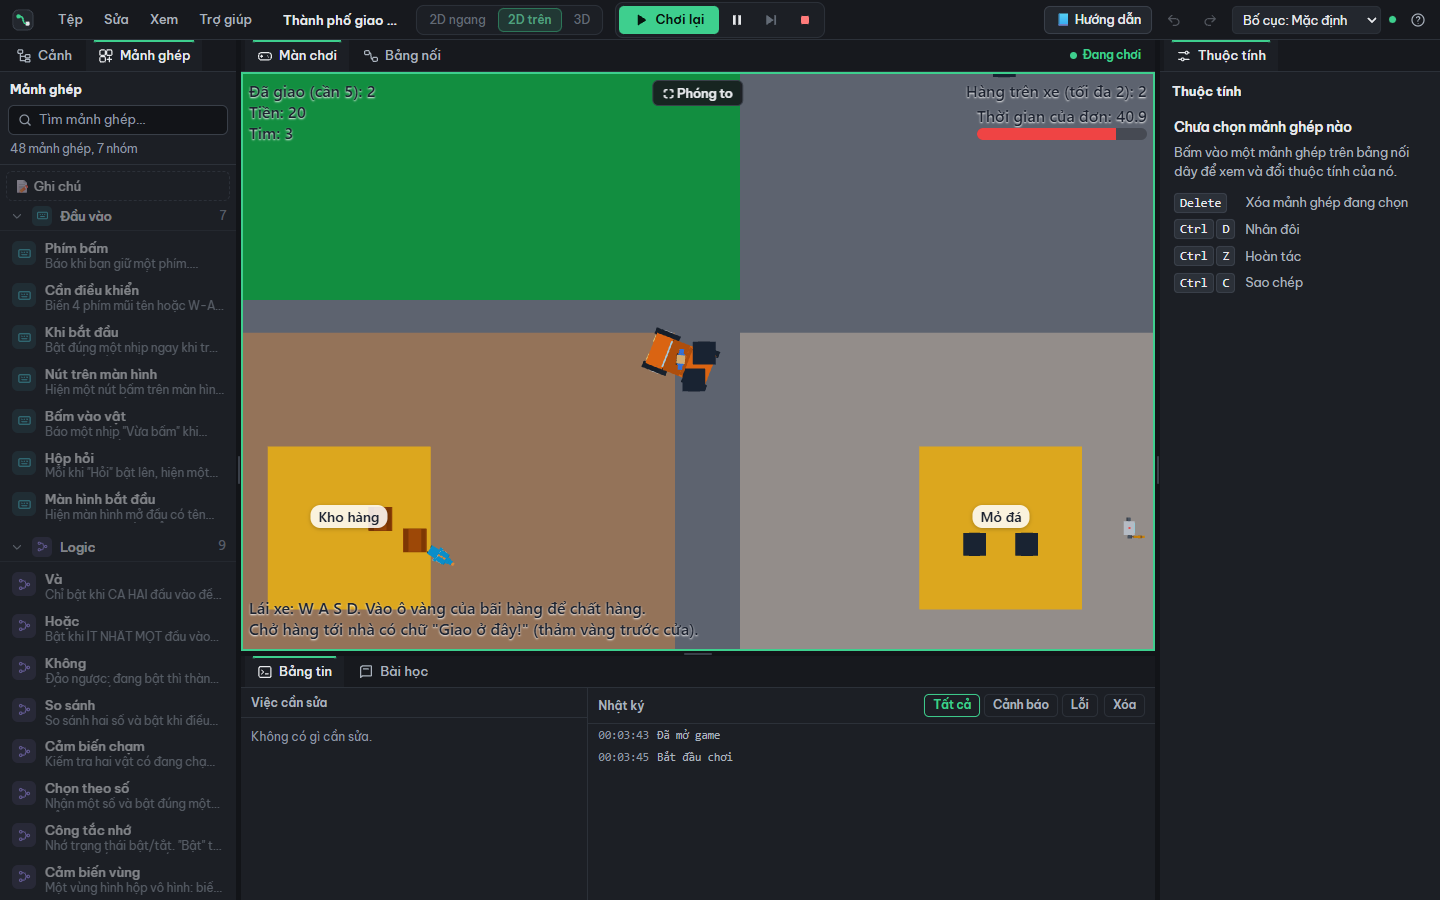 Tệp Sửa Xem Trợ giúp Thành phố giao ... 2D ngang 2D trên 3D Chơi lại Hướng dẫn Bố cục: Mặc định
Cảnh Mảnh ghép Màn chơi Bảng nối Đang chơi Thuộc tính
Mảnh ghép
Tìm mảnh ghép...
48 mảnh ghép, 7 nhóm
Ghi chú
Đầu vào 7
Phím bấm
Báo khi bạn giữ một phím....
Cần điều khiển
Biến 4 phím mũi tên hoặc W-A...
Khi bắt đầu
Bật đúng một nhịp ngay khi tr...
Nút trên màn hình
Hiện một nút bấm trên màn hìn...
Bấm vào vật
Báo một nhịp "Vừa bấm" khi...
Hộp hỏi
Mỗi khi "Hỏi" bật lên, hiện một...
Màn hình bắt đầu
Hiện màn hình mở đầu có tên...
Logic 9
Và
Chỉ bật khi CẢ HAI đầu vào đề...
Hoặc
Bật khi ÍT NHẤT MỘT đầu vào...
Không
Đảo ngược: đang bật thì thàn...
So sánh
So sánh hai số và bật khi điều...
Cảm biến chạm
Kiểm tra hai vật có đang chạ...
Chọn theo số
Nhận một số và bật đúng một...
Công tắc nhớ
Nhớ trạng thái bật/tắt. "Bật" t...
Cảm biến vùng
Một vùng hình hộp vô hình: biế...
Đã giao (cần 5): 2
Tiền: 20
Tim: 3
Phóng to
Hàng trên xe (tối đa 2): 2
Thời gian của đơn: 40.9
Kho hàng
Mỏ đá
Lái xe: W A S D. Vào ô vàng của bãi hàng để chất hàng.
Chở hàng tới nhà có chữ "Giao ở đây!" (thảm vàng trước cửa).
Bảng tin Bài học
Việc cần sửa
Không có gì cần sửa.
Nhật ký Tất cả Cảnh báo Lỗi Xóa
00:03:43 Đã mở game
00:03:45 Bắt đầu chơi
Thuộc tính
Chưa chọn mảnh ghép nào
Bấm vào một mảnh ghép trên bảng nối
dây để xem và đổi thuộc tính của nó.
Delete Xóa mảnh ghép đang chọn
Ctrl D Nhân đôi
Ctrl Z Hoàn tác
Ctrl C Sao chép